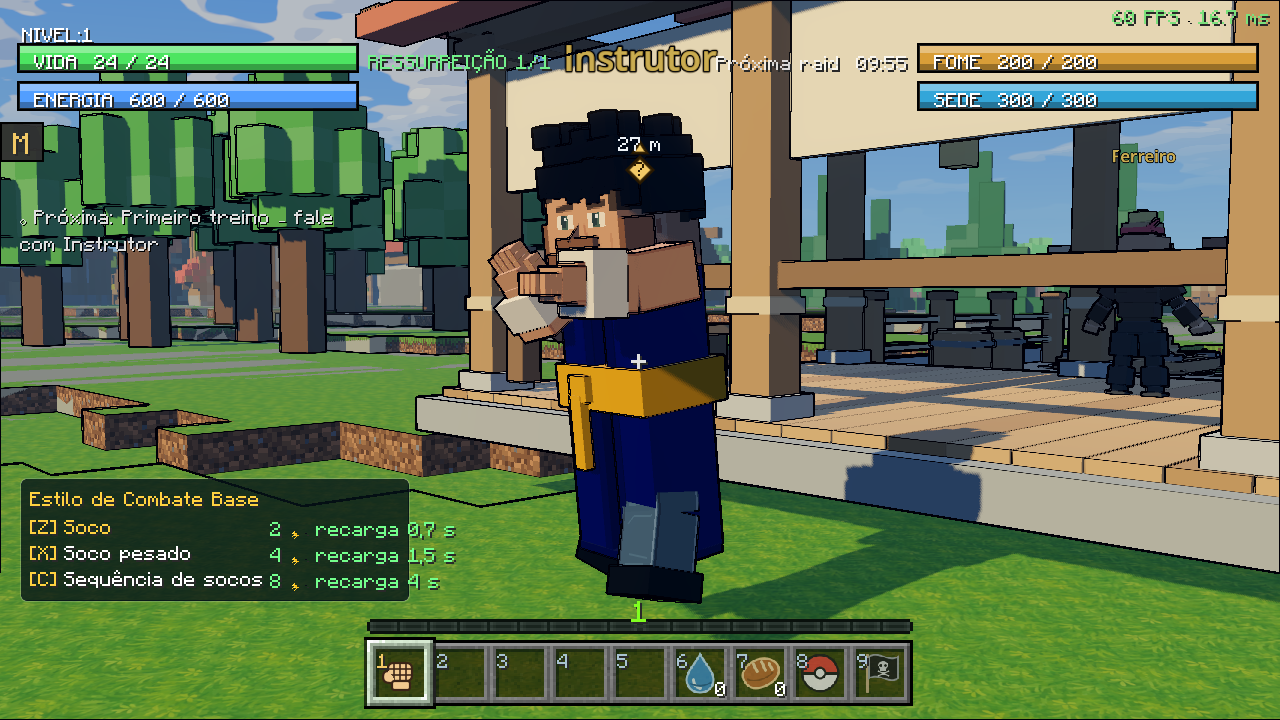 60 FPS · 16.7 ms
NIVEL:1
VIDA 24 / 24
RESSURREIÇÃO 1/1
Instrutor
Próxima raid 09:55
FOME 200 / 200
ENERGIA 600 / 600
SEDE 300 / 300
M
27 m
?
Ferreiro
Próxima: Primeiro treino - fale
com Instrutor
Estilo de Combate Base
[Z] Soco 2 recarga 0,7 s
[X] Soco pesado 4 recarga 1,5 s
[C] Sequência de socos 8 recarga 4 s
1
1 2 3 4 5 6 7 8 9
0 0